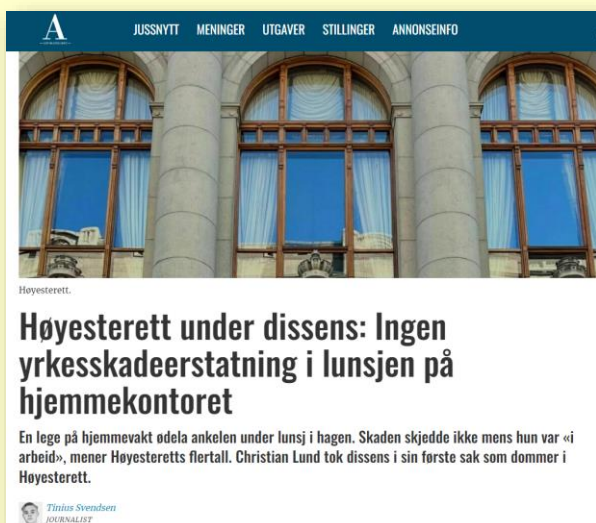 A
JUSSNYTT MENINGER UTGAVER STILLINGER ANNONSEINFO
Høyesterett.
Høyesterett under dissens: Ingen
yrkesskadeerstatning i lunsjen på
hjemmekontoret
En lege på hjemmevakt ødela ankelen under lunsj i hagen. Skaden skjedde ikke mens hun var «i
arbeid», mener Høyesteretts flertall. Christian Lund tok dissens i sin første sak som dommer i
Høyesterett.
Tinius Svendsen
JOURNALIST